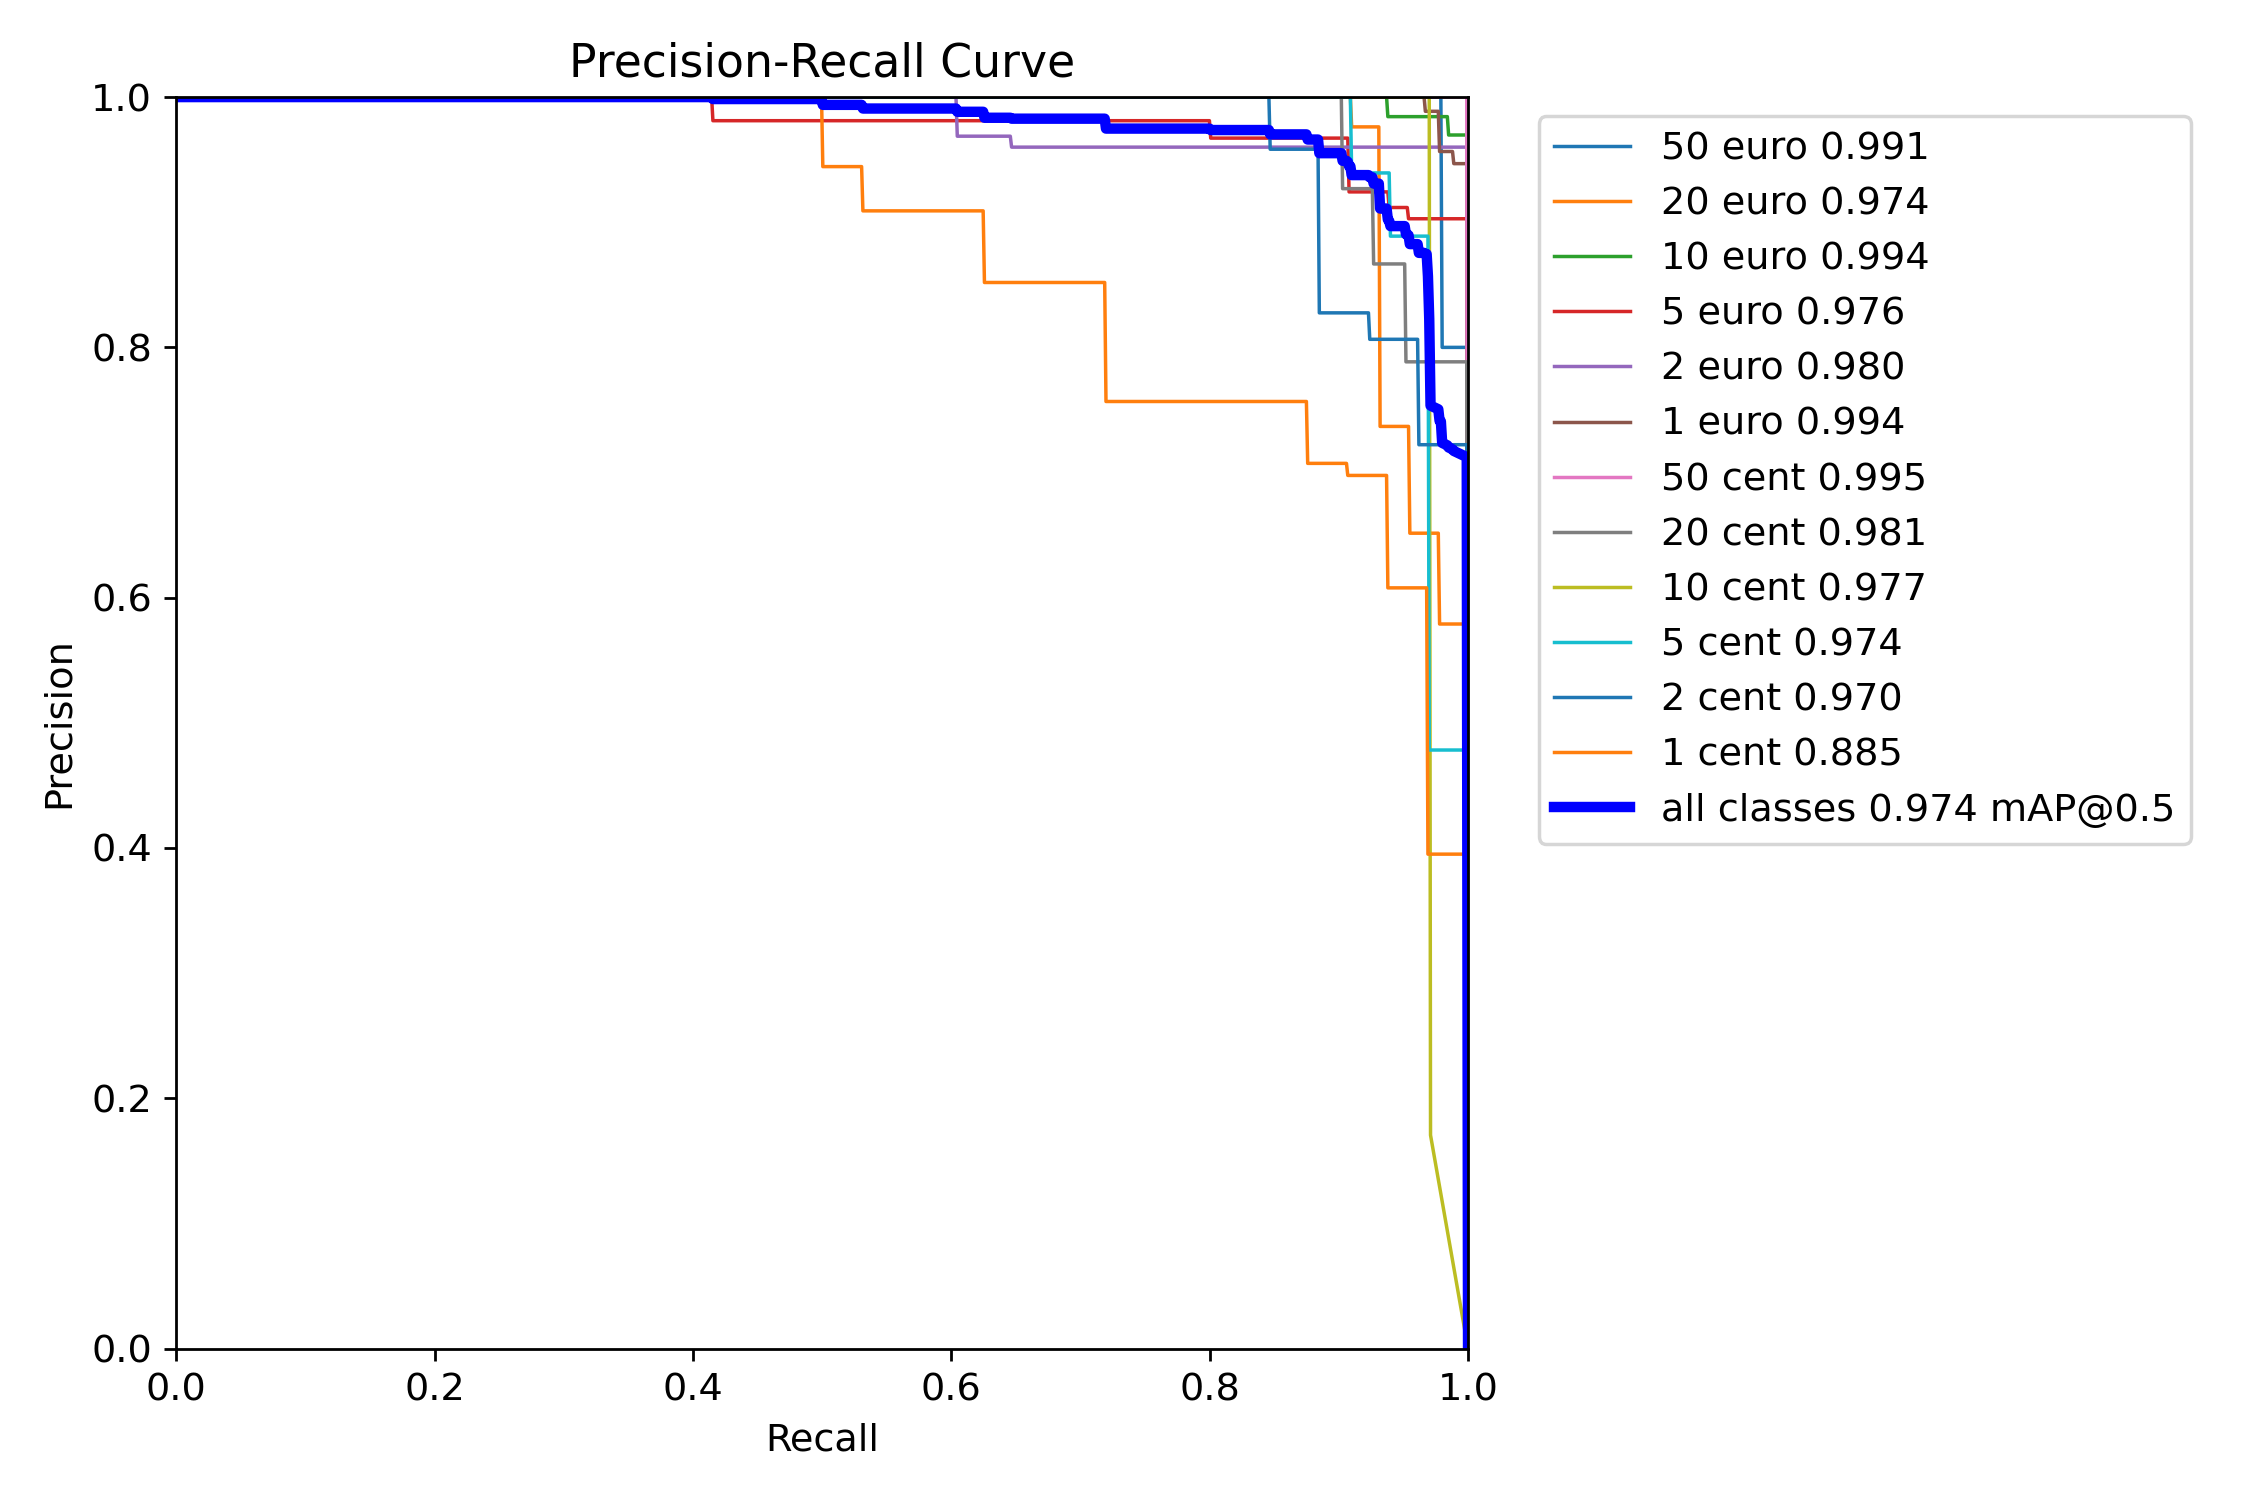 Precision-Recall Curve
1.0
0.8
0.6
0.4
0.2
0.0
Precision
0.0 0.2 0.4 0.6 0.8 1.0
Recall
50 euro 0.991
20 euro 0.974
10 euro 0.994
5 euro 0.976
2 euro 0.980
1 euro 0.994
50 cent 0.995
20 cent 0.981
10 cent 0.977
5 cent 0.974
2 cent 0.970
1 cent 0.885
all classes 0.974 mAP@0.5